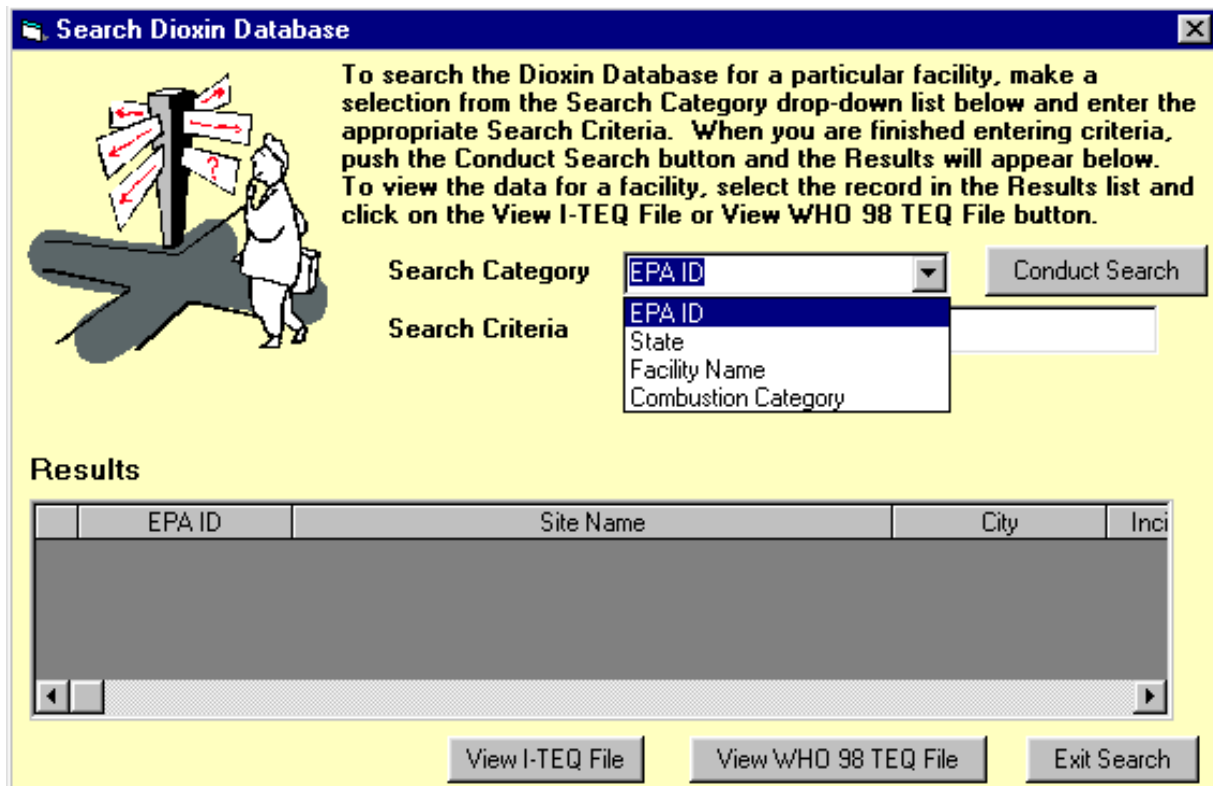 Search Dioxin Database
To search the Dioxin Database for a particular facility, make a
selection from the Search Category drop-down list below and enter the
appropriate Search Criteria. When you are finished entering criteria,
push the Conduct Search button and the Results will appear below.
To view the data for a facility, select the record in the Results list and
click on the View I-TEQ File or View WHO 98 TEQ File button.
?
Search Category EPA ID Conduct Search
Search Criteria
EPA ID
State
Facility Name
Combustion Category
Results
EPA ID Site Name City Inci
View I-TEQ File View WHO 98 TEQ File Exit Search